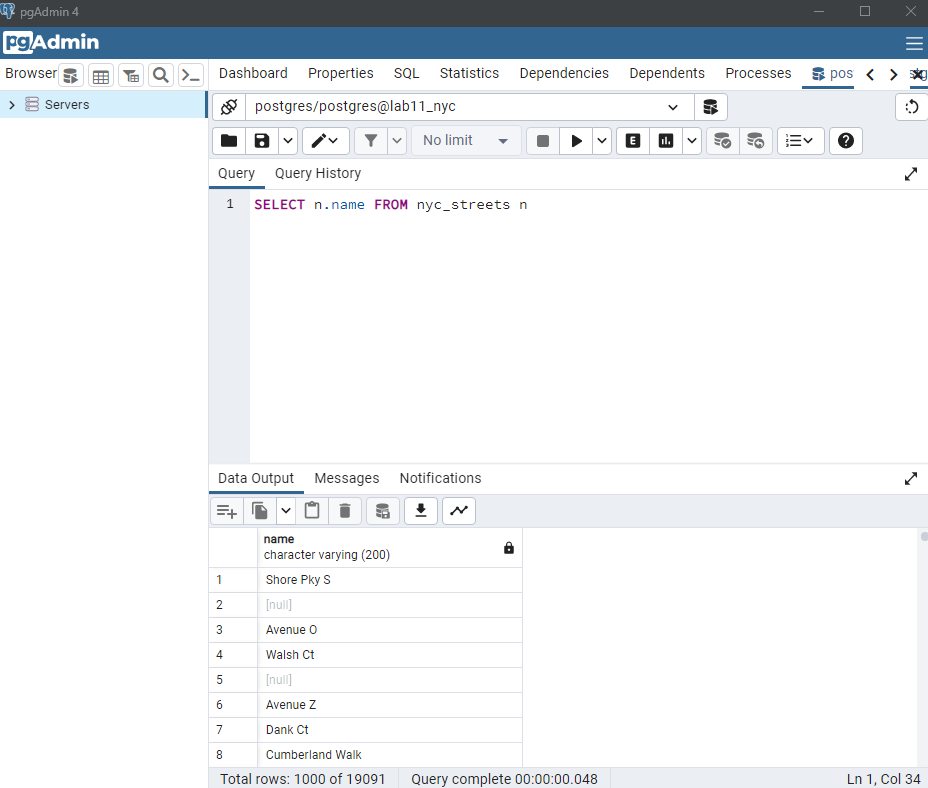 pgAdmin 4
pgAdmin
Browser
Dashboard Properties SQL Statistics Dependencies Dependents Processes pos
Servers
postgres/postgres@lab11_nyc
No limit
E
Query Query History
1 SELECT n.name FROM nyc_streets n
Data Output Messages Notifications
name
character varying (200)
1 Shore Pky S
2 [null]
3 Avenue O
4 Walsh Ct
5 [null]
6 Avenue Z
7 Dank Ct
8 Cumberland Walk
Total rows: 1000 of 19091 Query complete 00:00:00.048 Ln 1, Col 34